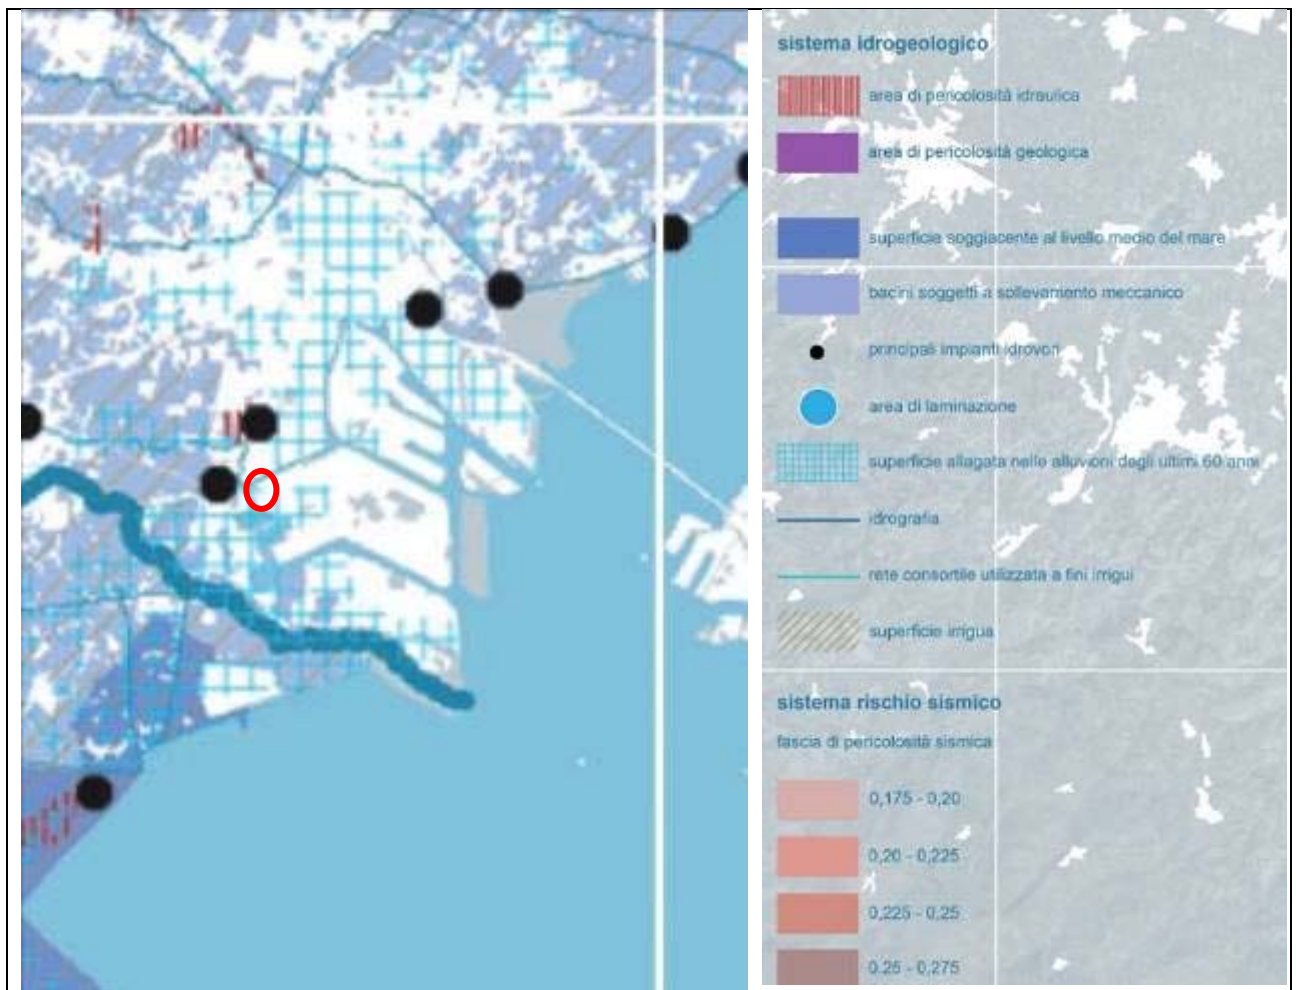 sistema idrogeologico
area di pericolosità idraulica
area di pericolosità geologica
superficie soggiacente al livello medio del mare
bacini soggetti a sollevamento meccanico
principali impianti idrovori
area di laminazione
superficie allagata nelle alluvioni degli ultimi 60 anni
idrografia
rete consortile utilizzata a fini irrigui
superficie irrigua
sistema rischio sismico
fascia di pericolosità sismica
0,175 - 0,20
0,20 - 0,225
0,225 - 0,25
0.25 - 0,275